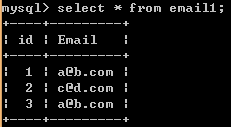 mysql> select * from email1;
+----+---------+
| id | Email   |
+----+---------+
|  1 | a@b.com |
|  2 | c@d.com |
|  3 | a@b.com |
+----+---------+